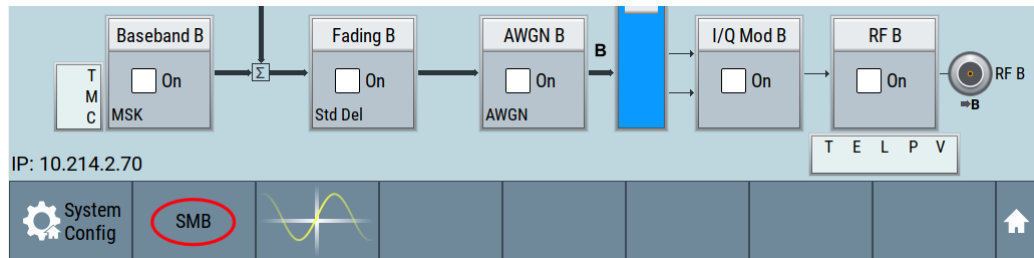 Baseband B
On
T
M
C
MSK
Σ
Fading B
On
Std Del
AWGN B
On
AWGN
B
I/Q Mod B
On
RF B
On
RF B
B
T E L P V
IP: 10.214.2.70
System
Config
SMB